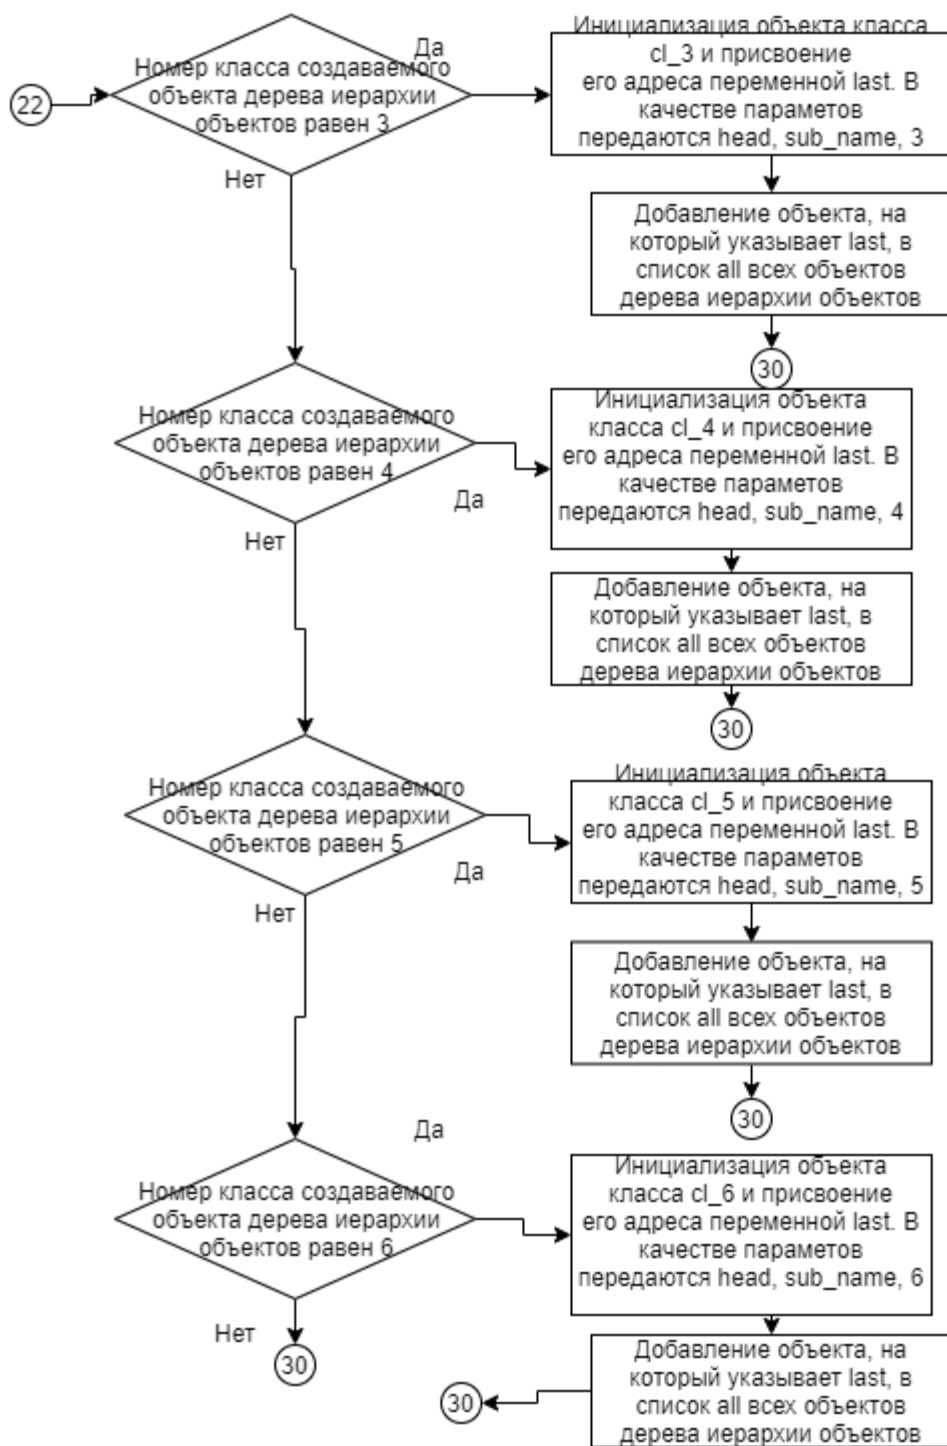 22
Номер класса создаваемого
объекта дерева иерархии
объектов равен 3
Да
Нет
Инициализация объекта класса
cl_3 и присвоение
его адреса переменной last. В
качестве параметов
передаются head, sub_name, 3
Добавление объекта, на
который указывает last, в
список all всех объектов
дерева иерархии объектов
30
Номер класса создаваемого
объекта дерева иерархии
объектов равен 4
Да
Нет
Инициализация объекта
класса cl_4 и присвоение
его адреса переменной last. В
качестве параметов
передаются head, sub_name, 4
Добавление объекта, на
который указывает last, в
список all всех объектов
дерева иерархии объектов
30
Номер класса создаваемого
объекта дерева иерархии
объектов равен 5
Да
Нет
Инициализация объекта
класса cl_5 и присвоение
его адреса переменной last. В
качестве параметов
передаются head, sub_name, 5
Добавление объекта, на
который указывает last, в
список all всех объектов
дерева иерархии объектов
30
Номер класса создаваемого
объекта дерева иерархии
объектов равен 6
Да
Нет
30
Инициализация объекта
класса cl_6 и присвоение
его адреса переменной last. В
качестве параметов
передаются head, sub_name, 6
Добавление объекта, на
который указывает last, в
список all всех объектов
дерева иерархии объектов
30